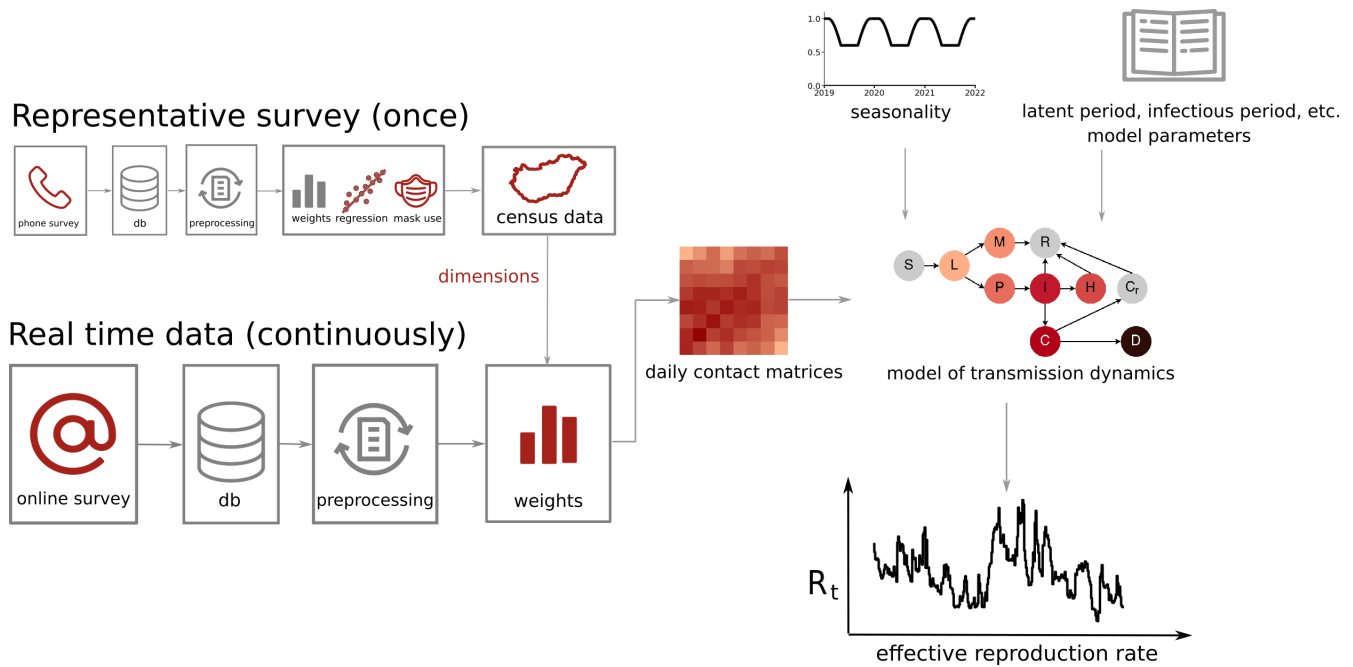 1.0
0.5
0.0
2019 2020 2021 2022
seasonality
latent period, infectious period, etc.
model parameters
Representative survey (once)
phone survey
db
preprocessing
weights regression mask use
census data
dimensions
Real time data (continuously)
online survey
db
preprocessing
weights
daily contact matrices
M R
S L
P I H Cr
C D
model of transmission dynamics
Rt
effective reproduction rate